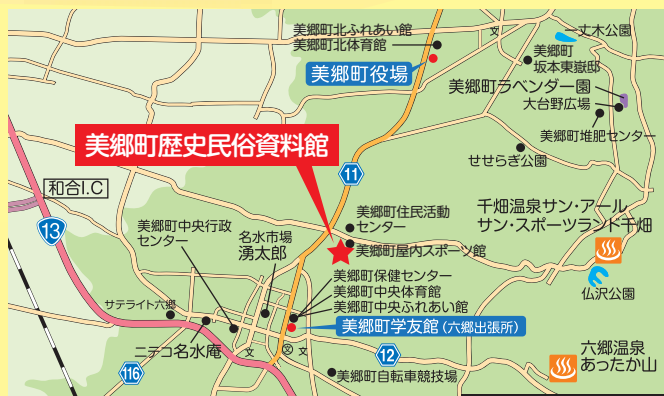 美郷町北ふれあい館
美郷町北体育館
文
一丈木公園
美郷町役場
美郷町
坂本東嶽邸
美郷町ラベンダー園
大台野広場
美郷町堆肥センター
せせらぎ公園
美郷町歴史民俗資料館
11
和合I.C
13
美郷町中央行政
センター
名水市場
湧太郎
美郷町住民活動
センター
美郷町屋内スポーツ館
千畑温泉サン・アール
サン・スポーツランド千畑
仏沢公園
美郷町保健センター
美郷町中央体育館
美郷町中央ふれあい館
美郷町学友館(六郷出張所)
サテライト六郷
ニテコ名水庵
文
文
文
12
116
美郷町自転車競技場
六郷温泉
あったか山